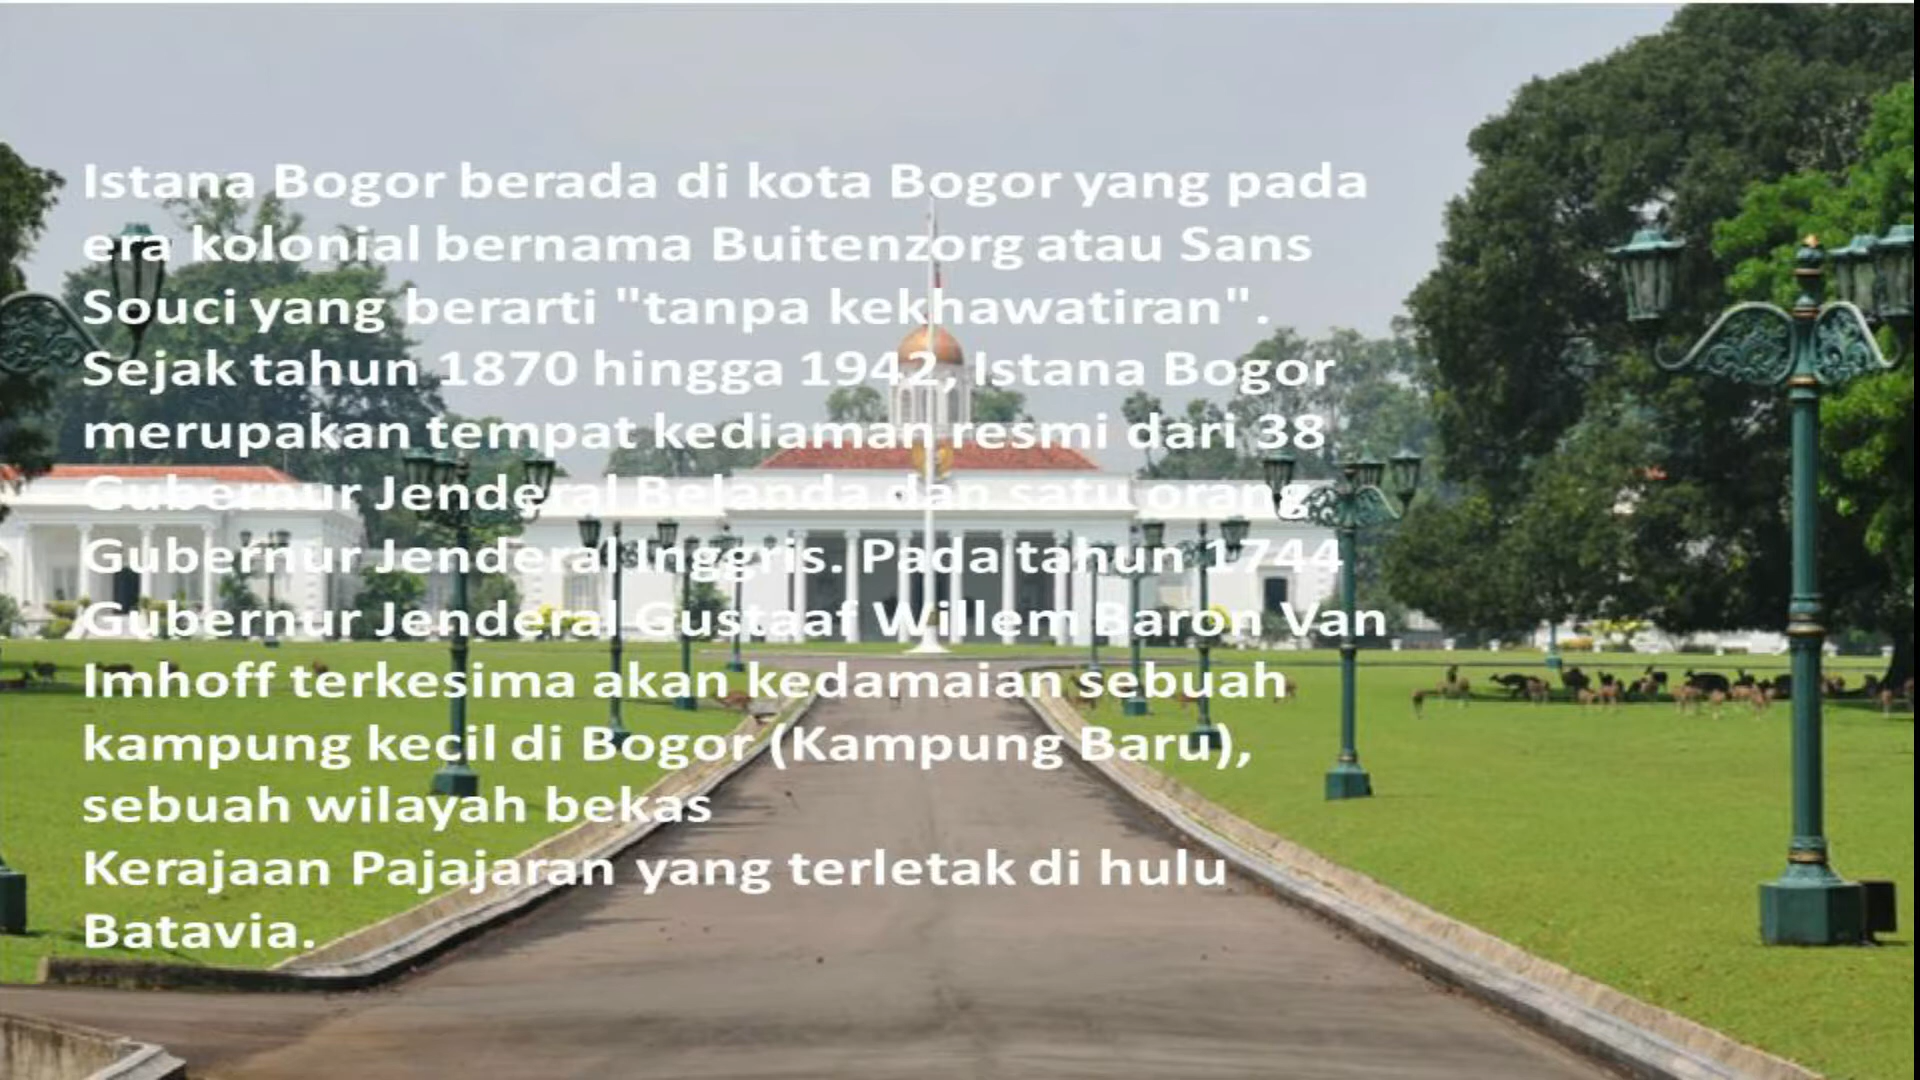 Istana Bogor berada di kota Bogor yang pada
era kolonial bernama Buitenzorg atau Sans
Souci yang berarti "tanpa kekhawatiran".
Sejak tahun 1870 hingga 1942, Istana Bogor
merupakan tempat kediaman resmi dari 38
Gubernur Jenderal Belanda dan satu orang
Gubernur Jenderal Inggris. Pada tahun 1744
Gubernur Jenderal Gustaaf Willem Baron Van
Imhoff terkesima akan kedamaian sebuah
kampung kecil di Bogor (Kampung Baru),
sebuah wilayah bekas
Kerajaan Pajajaran yang terletak di hulu
Batavia.